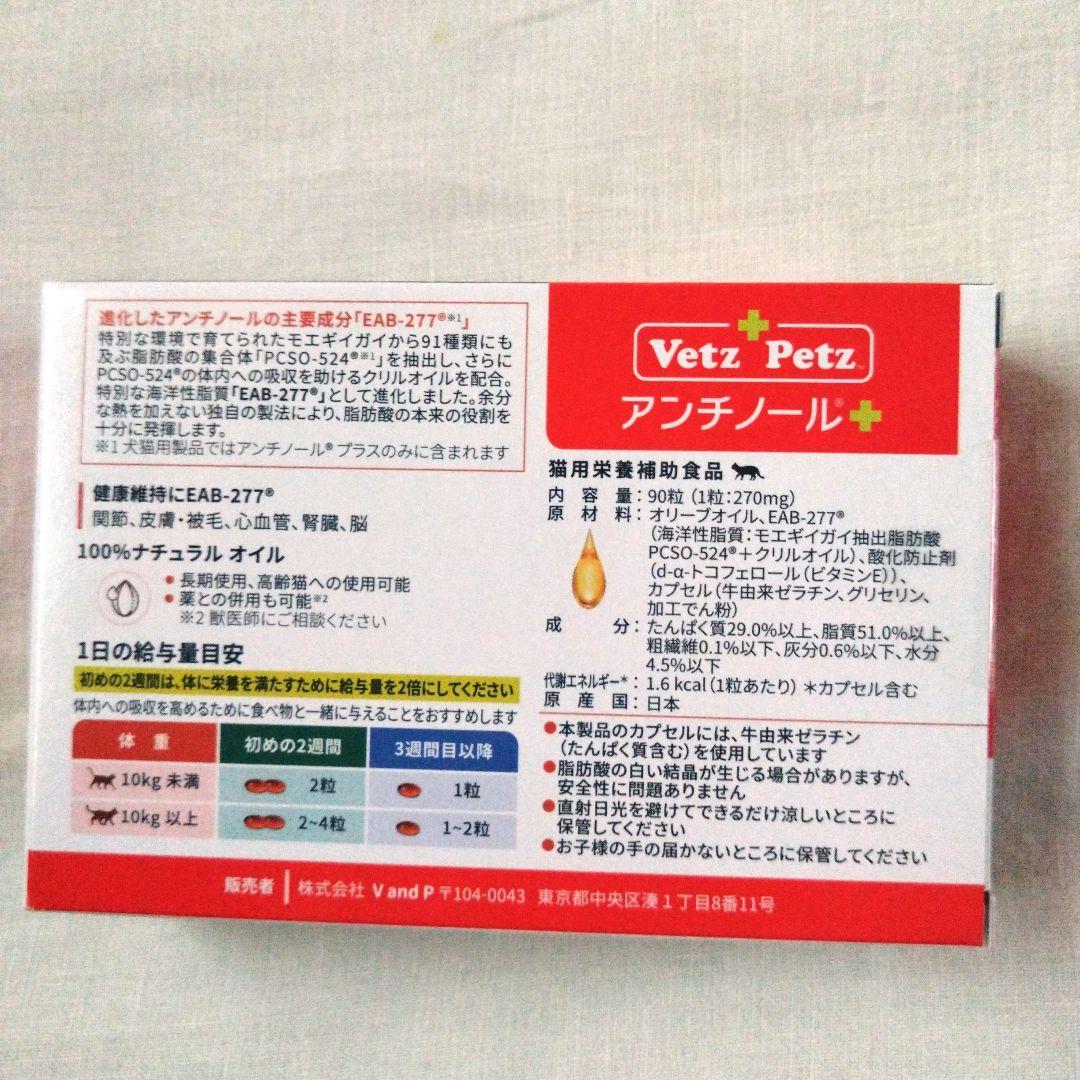 進化したアンチノールの主要成分「EAB-277®※1」
特別な環境で育てられたモエギイガイから91種類にも
及ぶ脂肪酸の集合体「PCSO-524®※1」を抽出し、さらに
PCSO-524®の体内への吸収を助けるクリルオイルを配合。
特別な海洋性脂質「EAB-277®」として進化しました。余分
な熱を加えない独自の製法により、脂肪酸の本来の役割を
十分に発揮します。
※1 犬猫用製品ではアンチノール® プラスのみに含まれます
健康維持にEAB-277®
関節、皮膚・被毛、心血管、腎臓、脳
100%ナチュラル オイル
●長期使用、高齢猫への使用可能
●薬との併用も可能※2
※2 獣医師にご相談ください
1日の給与量目安
初めの2週間は、体に栄養を満たすために給与量を2倍にしてください
体内への吸収を高めるために食べ物と一緒に与えることをおすすめします
体 重 初めの2週間 3週間目以降
10kg 未満 2粒 1粒
10kg 以上 2~4粒 1~2粒
Vetz Petz™
アンチノール®
猫用栄養補助食品
内容量:90粒(1粒:270mg)
原材料:オリーブオイル、EAB-277®
(海洋性脂質:モエギイガイ抽出脂肪酸
PCSO-524®+クリルオイル)、酸化防止剤
(d-α-トコフェロール(ビタミンE))、
カプセル(牛由来ゼラチン、グリセリン、
加工でん粉)
成分:たんぱく質29.0%以上、脂質51.0%以上、
粗繊維0.1%以下、灰分0.6%以下、水分
4.5%以下
代謝エネルギー*:1.6 kcal(1粒あたり) *カプセル含む
原産国:日本
●本製品のカプセルには、牛由来ゼラチン
(たんぱく質含む)を使用しています
●脂肪酸の白い結晶が生じる場合がありますが、
安全性に問題ありません
●直射日光を避けてできるだけ涼しいところに
保管してください
●お子様の手の届かないところに保管してください
販売者 株式会社 V and P 〒104-0043 東京都中央区湊1丁目8番11号